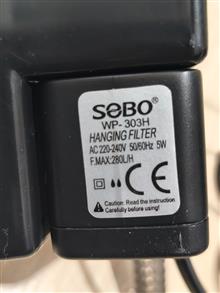 SOBO
WP-303H
HANGING FILTER
AC 220-240V 50/60Hz 5W
F.MAX:280L/H
CE
Caution: Read the instruction
Carefully before using!